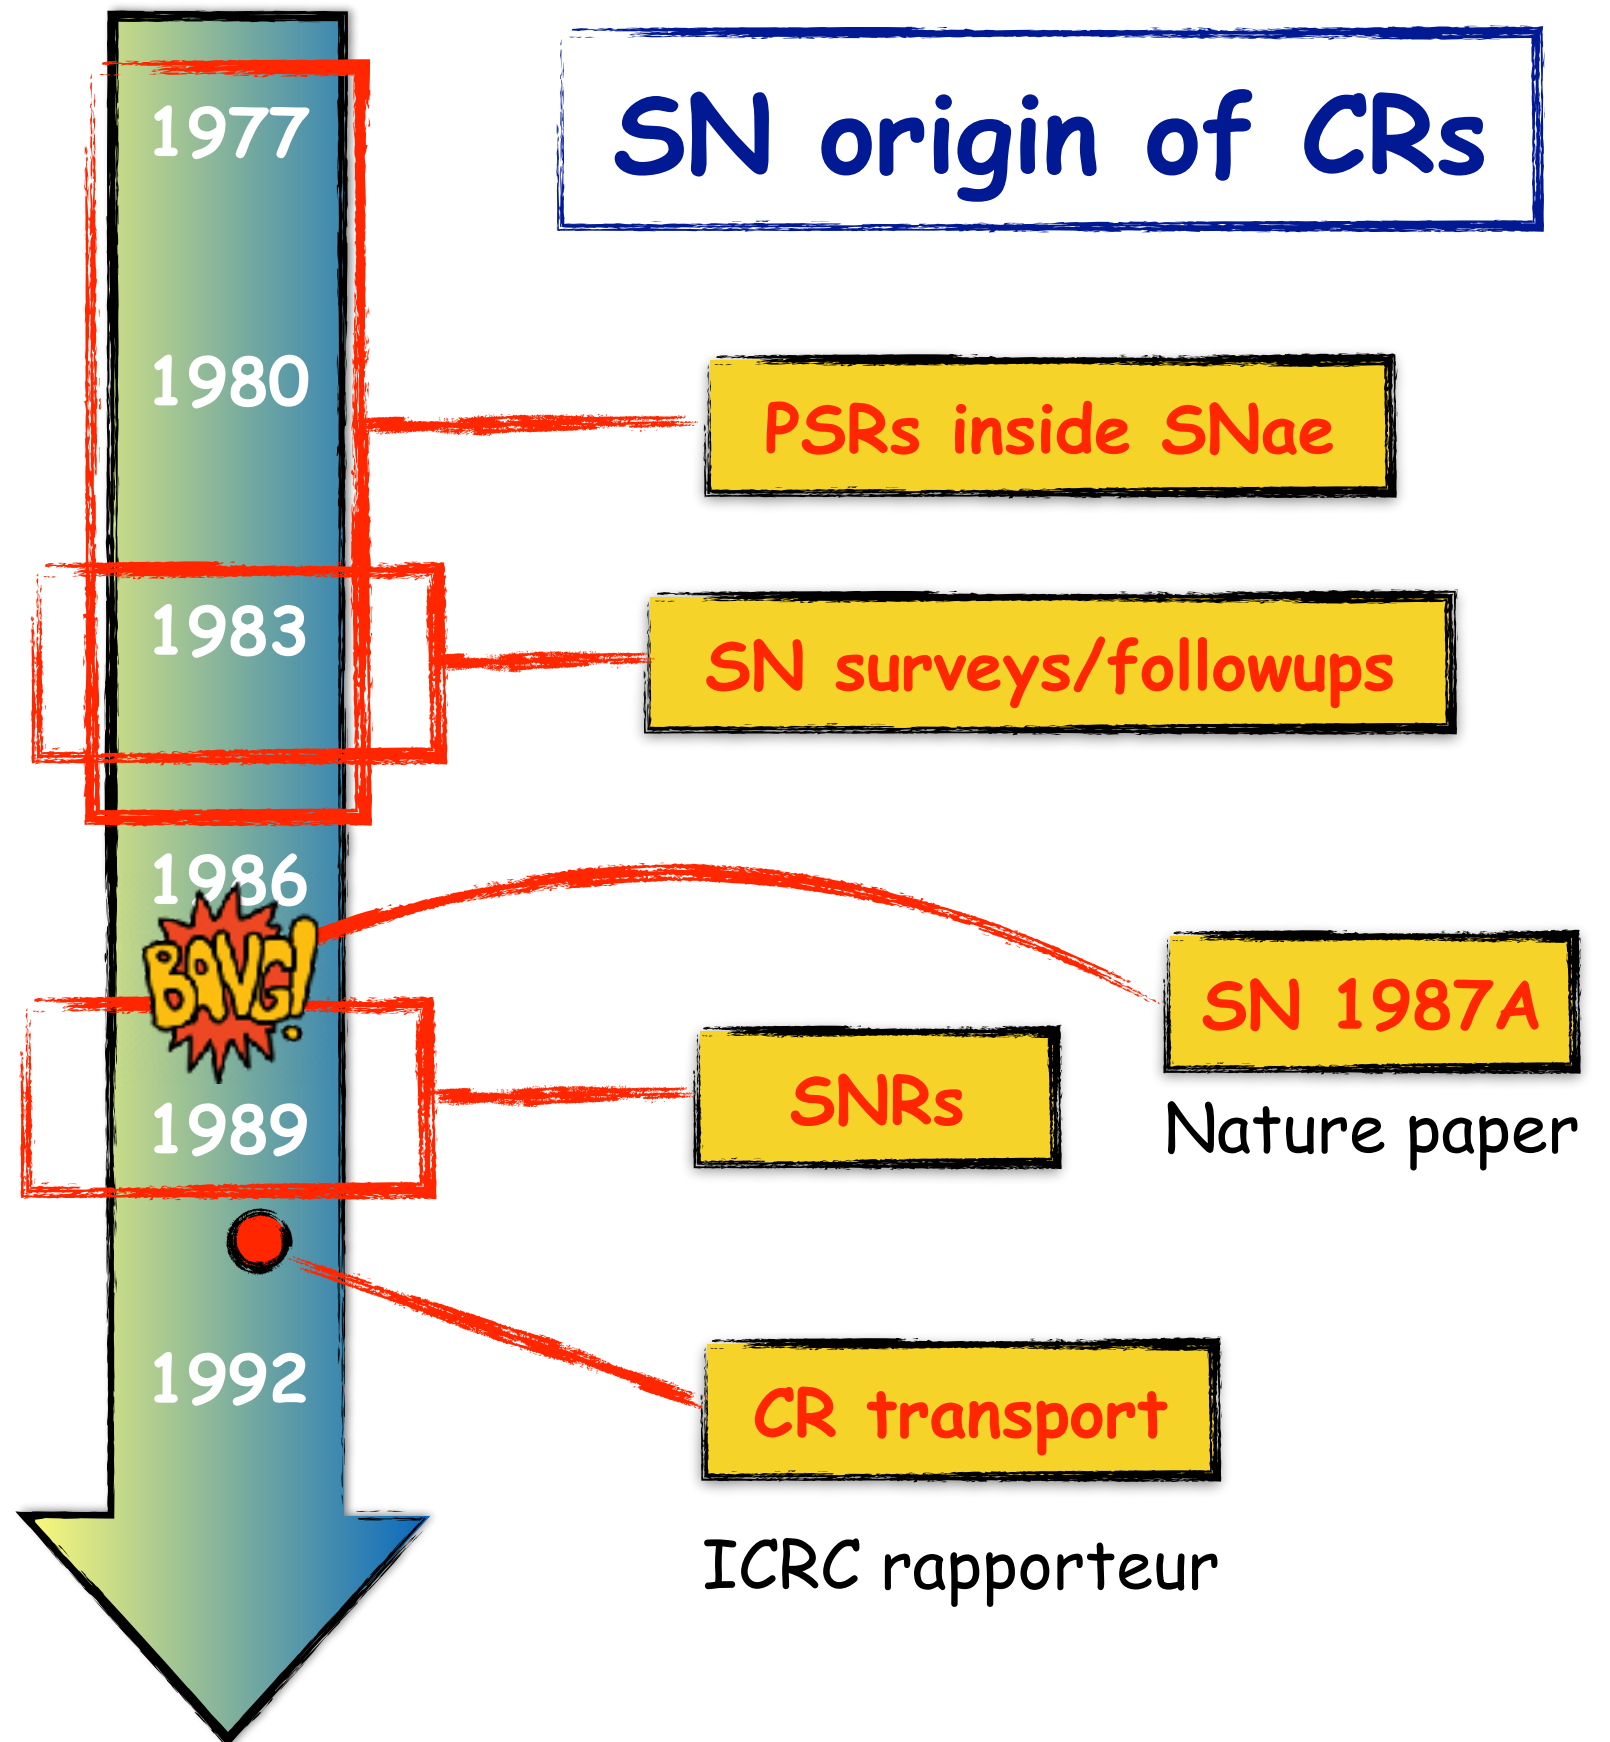 SN origin of CRs
1977
1980
PSRs inside SNae
1983
SN surveys/followups
1986
BANG!
SN 1987A
Nature paper
SNRs
1989
1992
CR transport
ICRC rapporteur